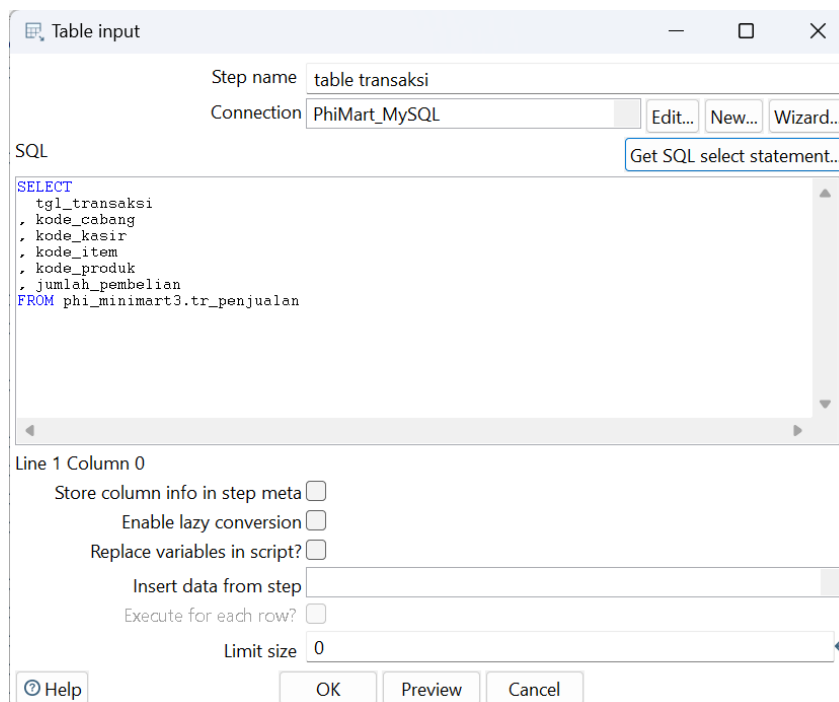 Table input
Step name table transaksi
Connection PhiMart_MySQL Edit... New... Wizard..
SQL Get SQL select statement...
SELECT
tgl_transaksi
, kode_cabang
, kode_kasir
, kode_item
, kode_produk
, jumlah_pembelian
FROM phi_minimart3.tr_penjualan
Line 1 Column 0
Store column info in step meta
Enable lazy conversion
Replace variables in script?
Insert data from step
Execute for each row?
Limit size 0
Help OK Preview Cancel